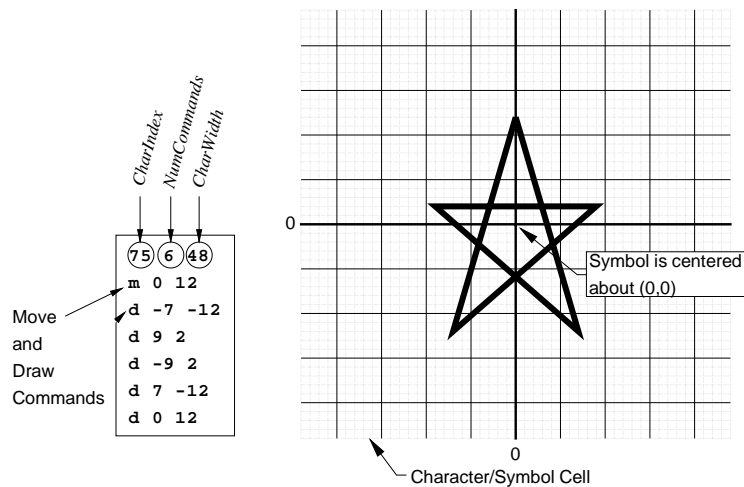 CharIndex
NumCommands
CharWidth
75 6 48
m 0 12
d -7 -12
d 9 2
d -9 2
d 7 -12
d 0 12
Move
and
Draw
Commands
0
Symbol is centered
about (0,0)
0
Character/Symbol Cell